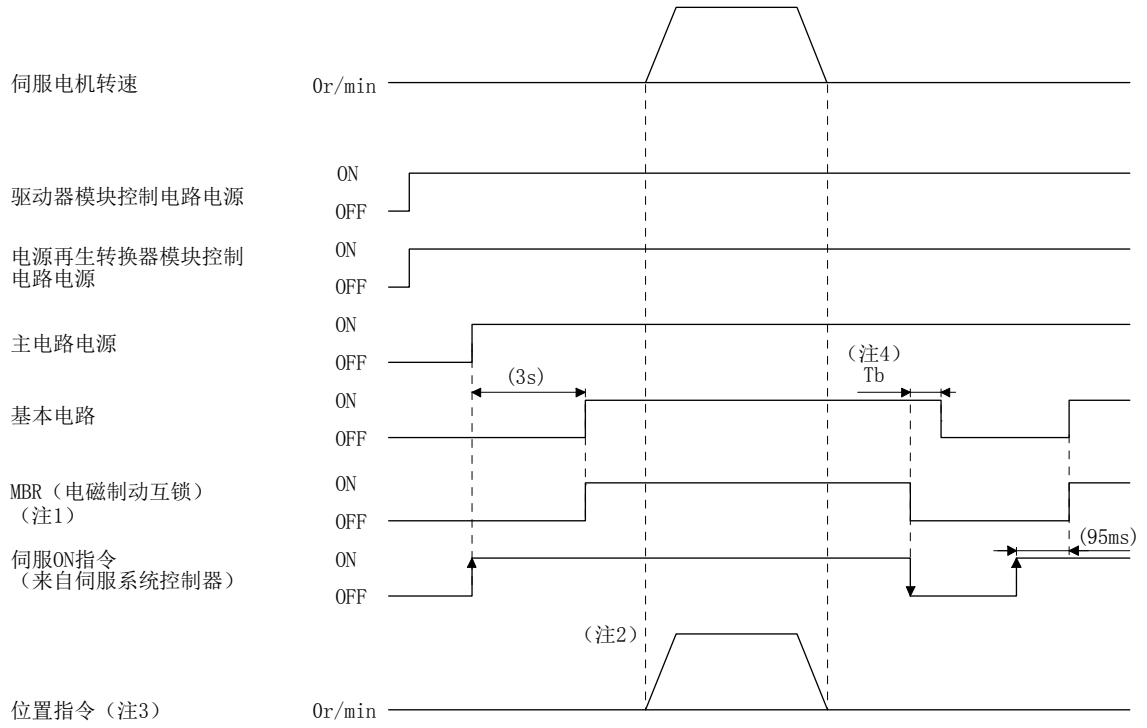 伺服电机转速 0r/min
ON
驱动器模块控制电路电源
OFF
电源再生转换器模块控制
电路电源
ON
OFF
主电路电源
ON
OFF
(3s)
（注4）
Tb
基本电路
ON
OFF
MBR（电磁制动互锁）
（注1）
ON
OFF
(95ms)
伺服ON指令
（来自伺服系统控制器）
ON
OFF
（注2）
位置指令（注3） 0r/min